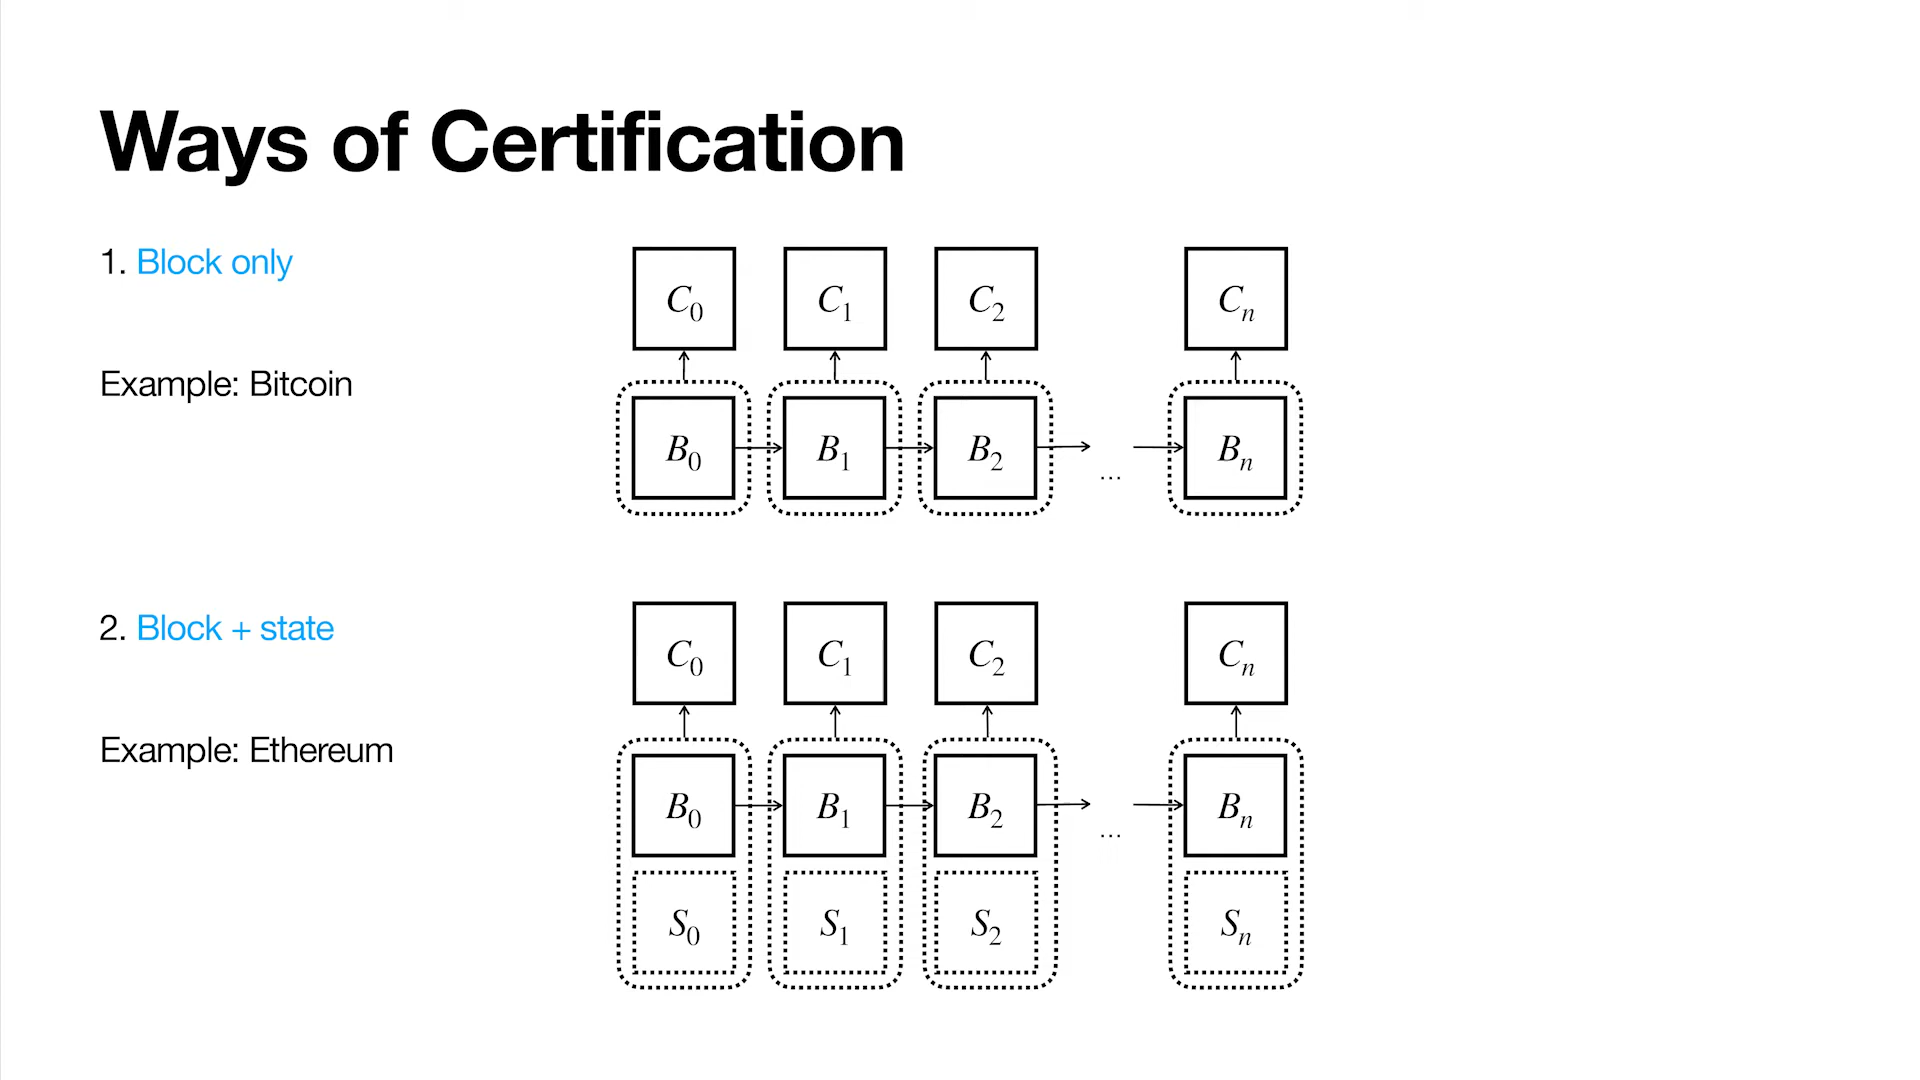 Ways of Certification
1. Block only
Example: Bitcoin
C0 C1 C2 Cn
B0 B1 B2 ... Bn
2. Block + state
Example: Ethereum
C0 C1 C2 Cn
B0 B1 B2 ... Bn
S0 S1 S2 Sn